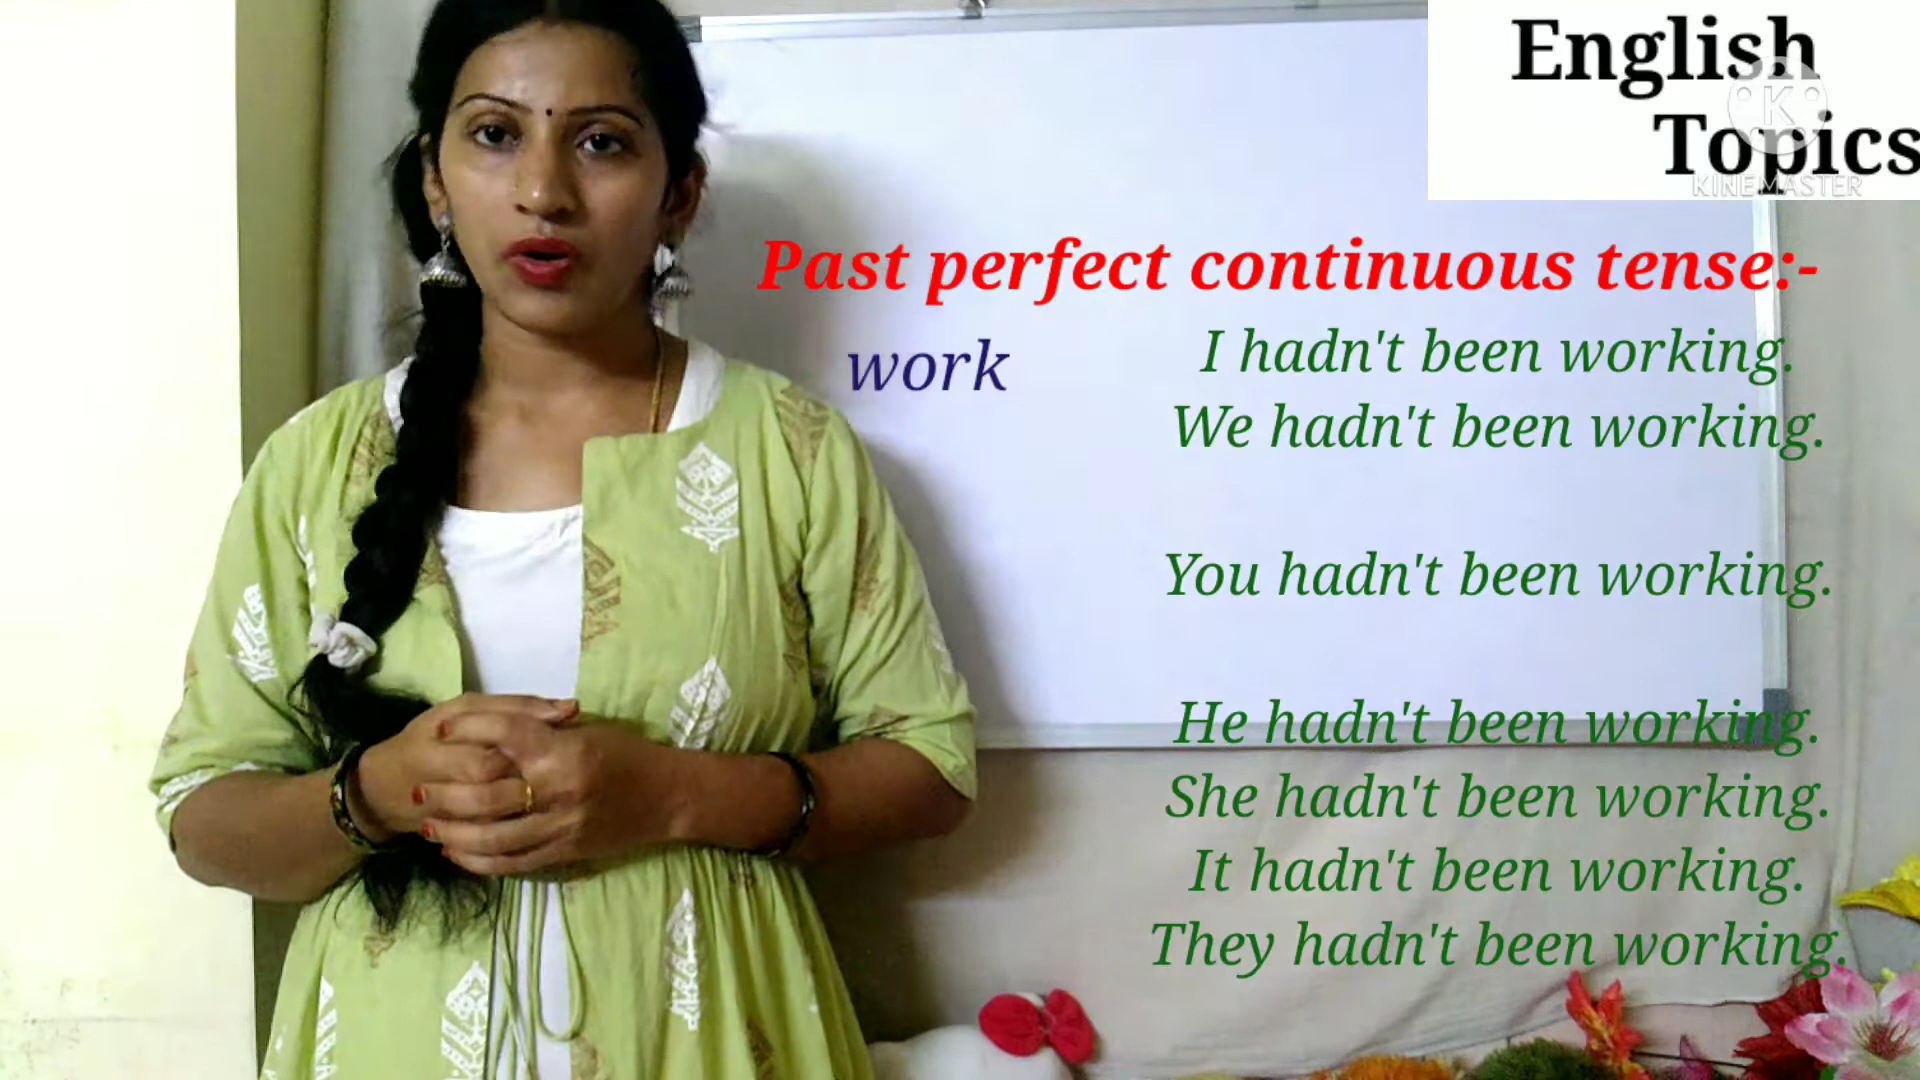 English
Topics
KINEMASTER
Past perfect continuous tense:-
work
I hadn't been working.
We hadn't been working.
You hadn't been working.
He hadn't been working.
She hadn't been working.
It hadn't been working.
They hadn't been working.